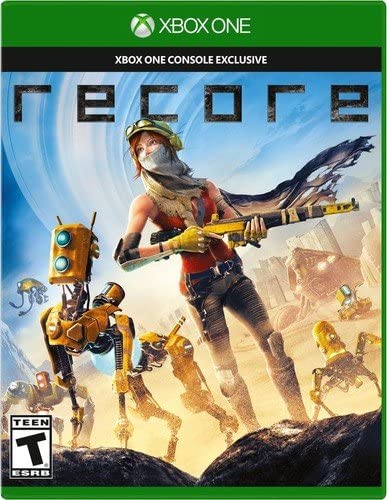 XBOX ONE
XBOX ONE CONSOLE EXCLUSIVE
recore
TEEN
T
ESRB